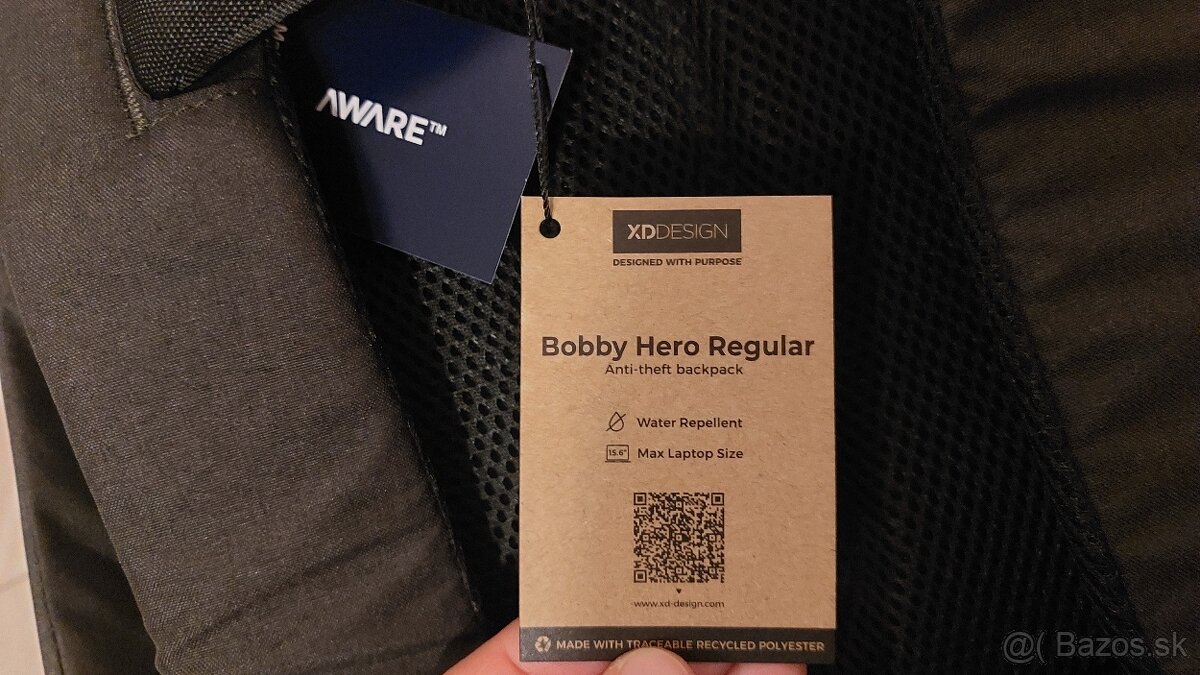 AWARE™
XDDESIGN
DESIGNED WITH PURPOSE
Bobby Hero Regular
Anti-theft backpack
Water Repellent
15.6" Max Laptop Size
www.xd-design.com
MADE WITH TRACEABLE RECYCLED POLYESTER
@( Bazos.sk